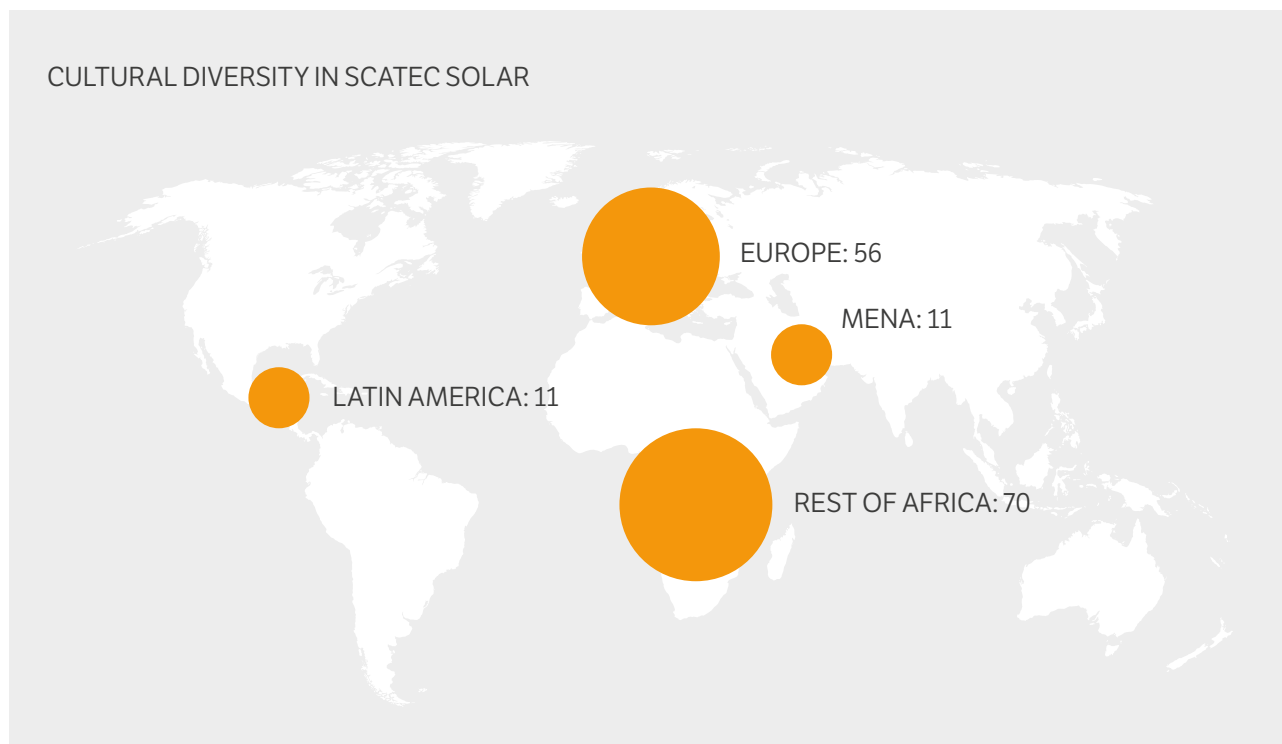 CULTURAL DIVERSITY IN SCATEC SOLAR
EUROPE: 56
MENA: 11
LATIN AMERICA: 11
REST OF AFRICA: 70